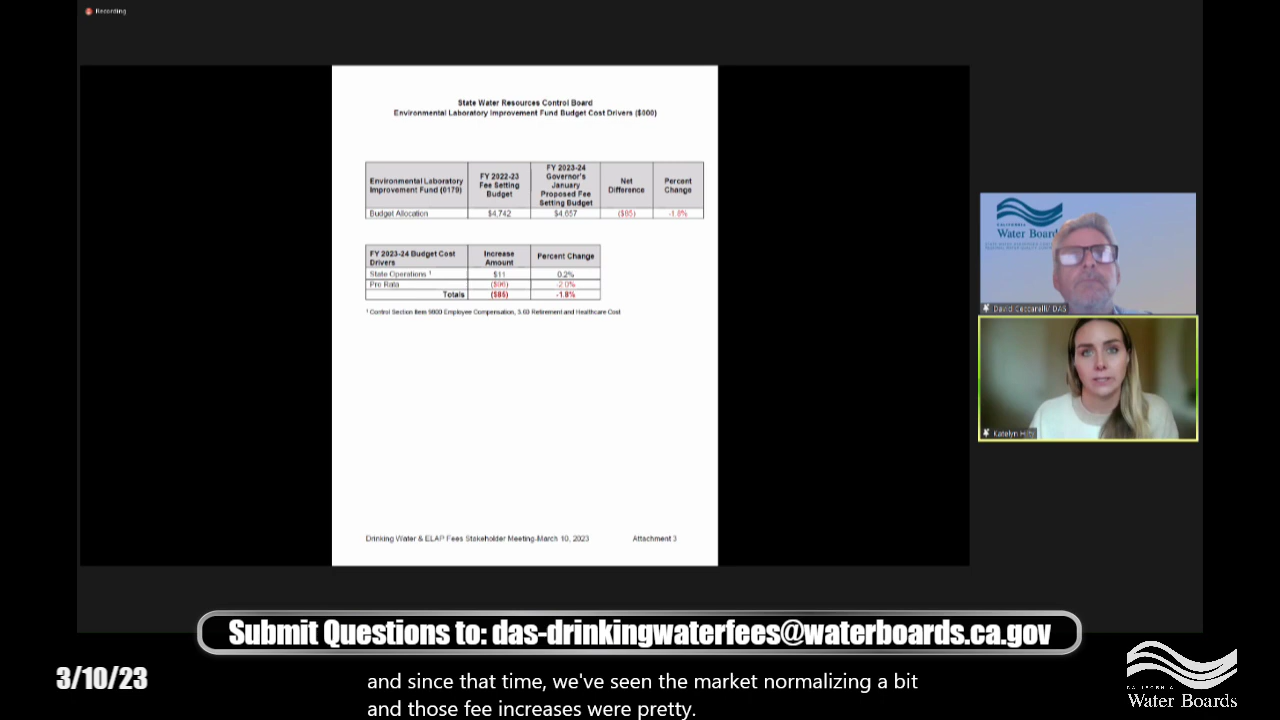 Recording
State Water Resources Control Board
Environmental Laboratory Improvement Fund Budget Cost Drivers ($000)
Environmental Laboratory Improvement Fund (0179) FY 2022-23 Fee Setting Budget FY 2023-24 Governor's January Proposed Fee Setting Budget Net Difference Percent Change
Budget Allocation $4,742 $4,657 ($85) -1.8%
FY 2023-24 Budget Cost Drivers Increase Amount Percent Change
State Operations ¹ $11 0.2%
Pro Rata ($96) -2.0%
Totals ($85) -1.8%
¹ Control Section Item 9800 Employee Compensation, 3.60 Retirement and Healthcare Cost
Drinking Water & ELAP Fees Stakeholder Meeting-March 10, 2023 Attachment 3
Water Boards
David Ceccarelli/ DAS
Katelyn Hilty
Submit Questions to: das-drinkingwaterfees@waterboards.ca.gov
3/10/23
and since that time, we've seen the market normalizing a bit
and those fee increases were pretty.
CALIFORNIA
Water Boards